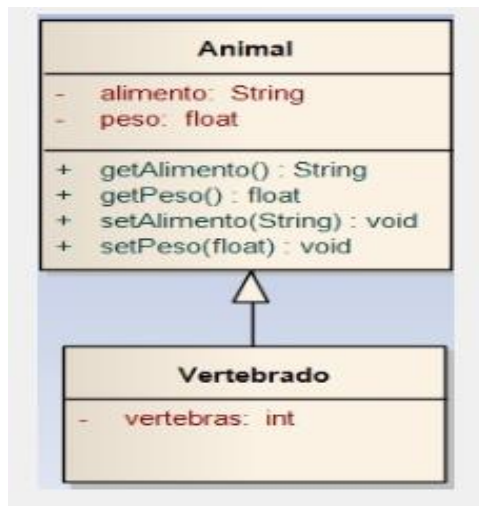 Animal
- alimento: String
- peso: float
+ getAlimento() : String
+ getPeso() : float
+ setAlimento(String) : void
+ setPeso(float) : void
Vertebrado
- vertebras: int